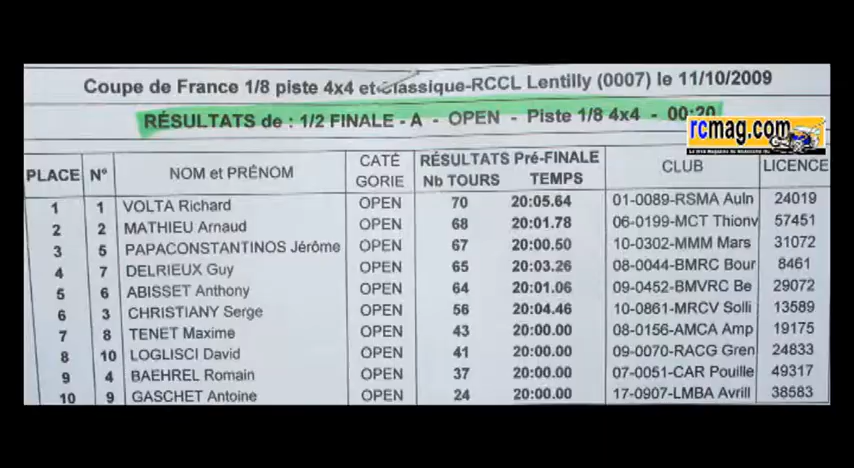 Coupe de France 1/8 piste 4x4 et Classique-RCCL Lentilly (0007) le 11/10/2009
RÉSULTATS de : 1/2 FINALE - A - OPEN - Piste 1/8 4x4 - 00:20
rcmag.com
PLACE N° NOM et PRÉNOM CATÉ GORIE RÉSULTATS Pré-FINALE CLUB LICENCE
Nb TOURS TEMPS
1 1 VOLTA Richard OPEN 70 20:05.64 01-0089-RSMA Auln 24019
2 2 MATHIEU Arnaud OPEN 68 20:01.78 06-0199-MCT Thionv 57451
3 5 PAPACONSTANTINOS Jérôme OPEN 67 20:00.50 10-0302-MMM Mars 31072
4 7 DELRIEUX Guy OPEN 65 20:03.26 08-0044-BMRC Bour 8461
5 6 ABISSET Anthony OPEN 64 20:01.06 09-0452-BMVRC Be 29072
6 3 CHRISTIANY Serge OPEN 56 20:04.46 10-0861-MRCV Solli 13589
7 8 TENET Maxime OPEN 43 20:00.00 08-0156-AMCA Amp 19175
8 10 LOGLISCI David OPEN 41 20:00.00 09-0070-RACG Gren 24833
9 4 BAEHREL Romain OPEN 37 20:00.00 07-0051-CAR Pouille 49317
10 9 GASCHET Antoine OPEN 24 20:00.00 17-0907-LMBA Avrill 38583